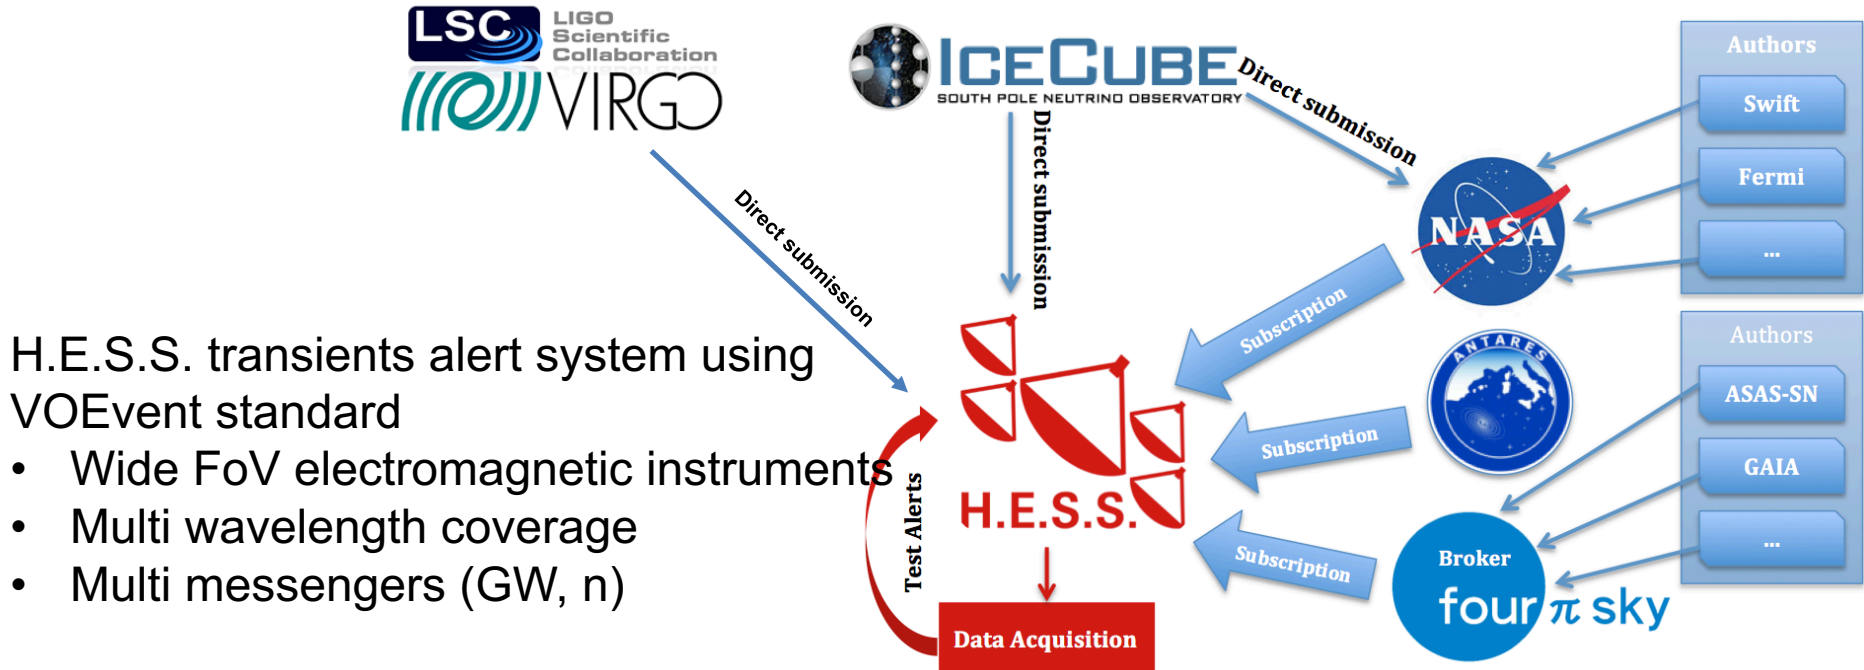 LSC LIGO
Scientific
Collaboration
VIRGO
ICECUBE
SOUTH POLE NEUTRINO OBSERVATORY
Direct submission
Direct submission
Direct submission
Authors
Swift
Fermi
...
NASA
Subscription
H.E.S.S. transients alert system using
VOEvent standard
• Wide FoV electromagnetic instruments
• Multi wavelength coverage
• Multi messengers (GW, n)
ANTARES
Subscription
Authors
ASAS-SN
GAIA
...
H.E.S.S.
Test Alerts
Subscription
Broker
four π sky
Data Acquisition